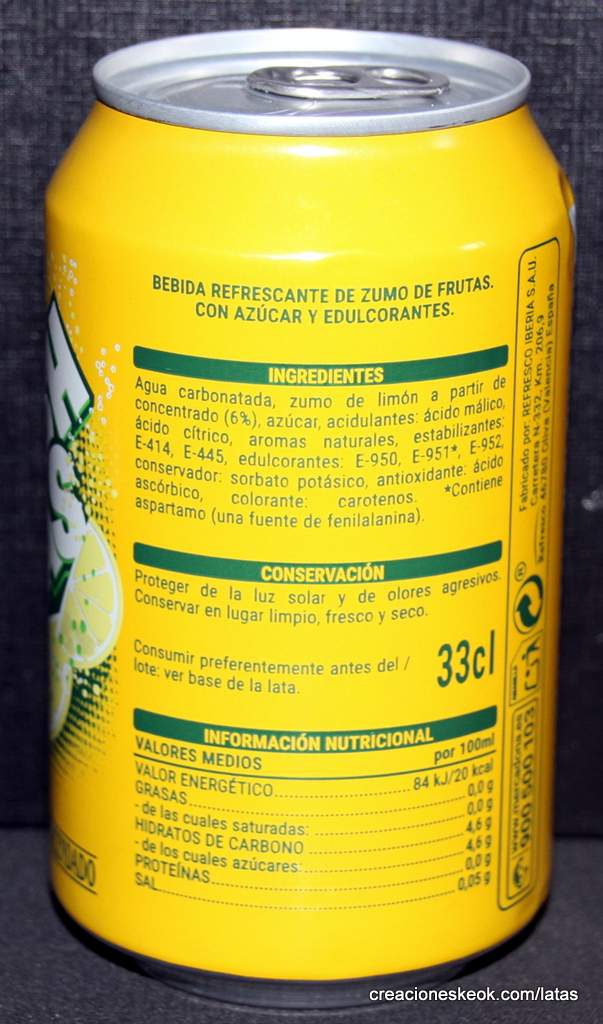 BEBIDA REFRESCANTE DE ZUMO DE FRUTAS.
CON AZÚCAR Y EDULCORANTES.
INGREDIENTES
Agua carbonatada, zumo de limón a partir de
concentrado (6%), azúcar, acidulantes: ácido málico,
ácido cítrico, aromas naturales, estabilizantes:
E-414, E-445, edulcorantes: E-950, E-951*, E-952,
conservador: sorbato potásico, antioxidante: ácido
ascórbico, colorante: carotenos. *Contiene
aspartamo (una fuente de fenilalanina).
CONSERVACIÓN
Proteger de la luz solar y de olores agresivos.
Conservar en lugar limpio, fresco y seco.
Consumir preferentemente antes del /
lote: ver base de la lata.
33cl
INFORMACIÓN NUTRICIONAL
VALORES MEDIOS por 100ml
VALOR ENERGÉTICO 84 kJ/20 kcal
GRASAS 0,0 g
- de las cuales saturadas: 0,0 g
HIDRATOS DE CARBONO 4,6 g
- de los cuales azúcares: 4,6 g
PROTEÍNAS 0,0 g
SAL 0,05 g
Fabricado por: REFRESCO IBERIA S.A.U.
Carretera N-332, Km. 206,9
46780 Oliva (Valencia) España
www.mercadona.es
900 500 103
creacioneskeok.com/latas